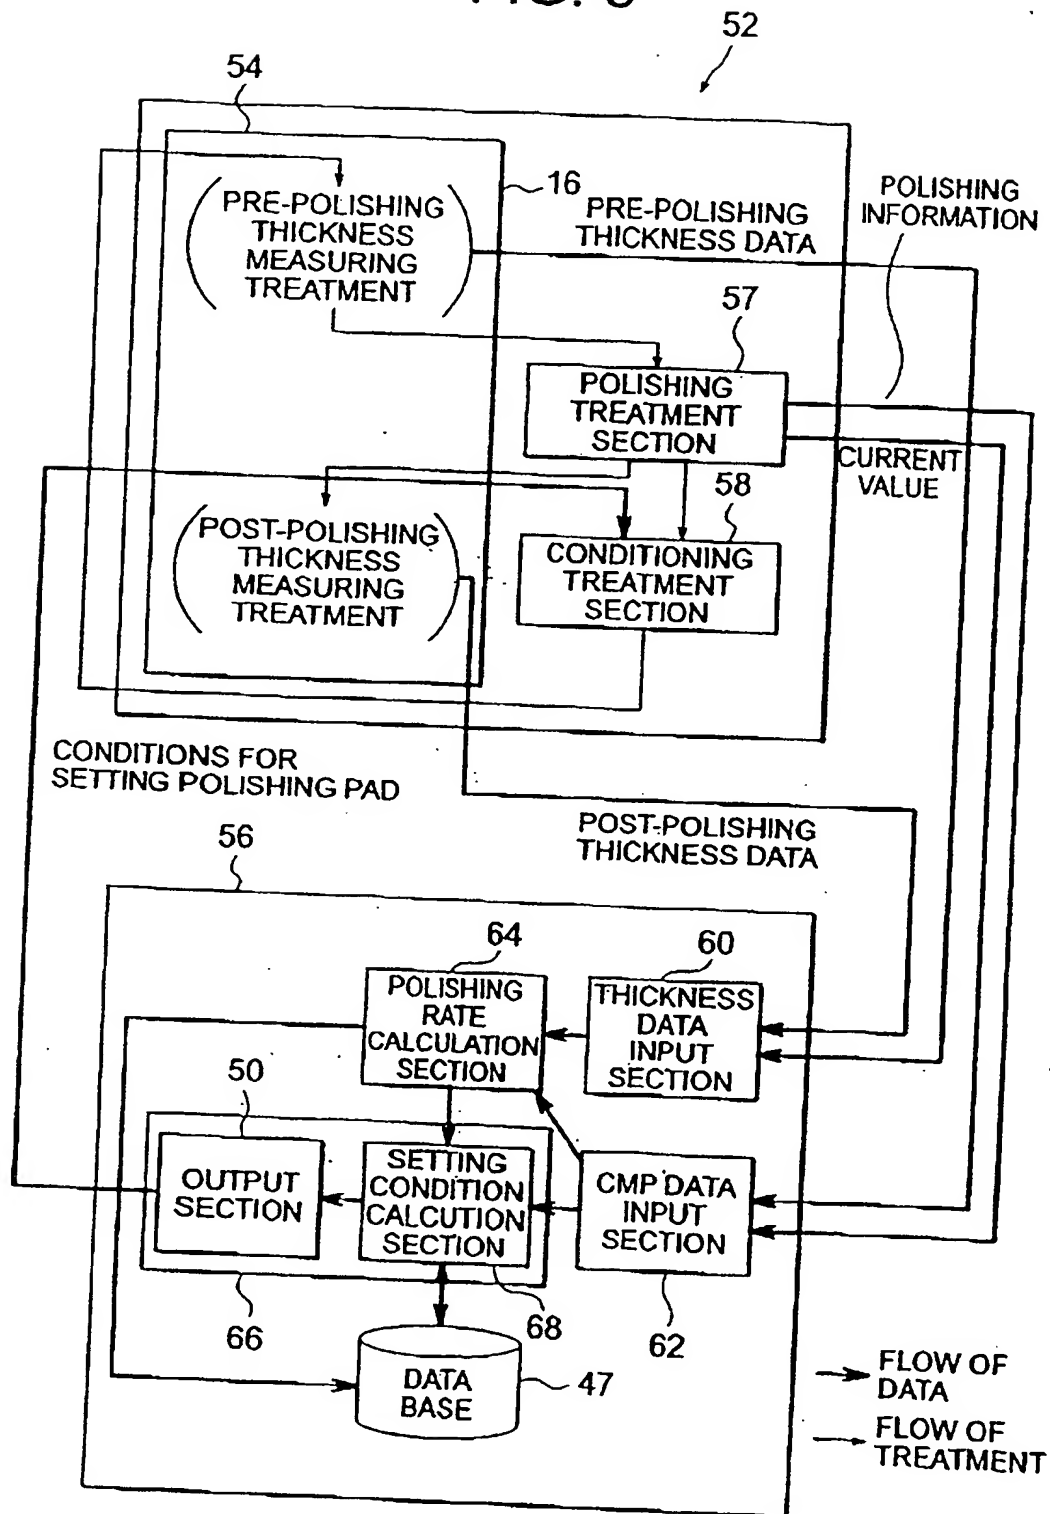 52
54
16
PRE-POLISHING
THICKNESS
MEASURING
TREATMENT
PRE-POLISHING
THICKNESS DATA
POLISHING
INFORMATION
57
POLISHING
TREATMENT
SECTION
CURRENT
VALUE
58
POST-POLISHING
THICKNESS
MEASURING
TREATMENT
CONDITIONING
TREATMENT
SECTION
CONDITIONS FOR
SETTING POLISHING PAD
POST-POLISHING
THICKNESS DATA
56
64
POLISHING
RATE
CALCULATION
SECTION
60
THICKNESS
DATA
INPUT
SECTION
50
OUTPUT
SECTION
SETTING
CONDITION
CALCUTION
SECTION
CMP DATA
INPUT
SECTION
66
68
62
DATA
BASE
47
FLOW OF
DATA
FLOW OF
TREATMENT